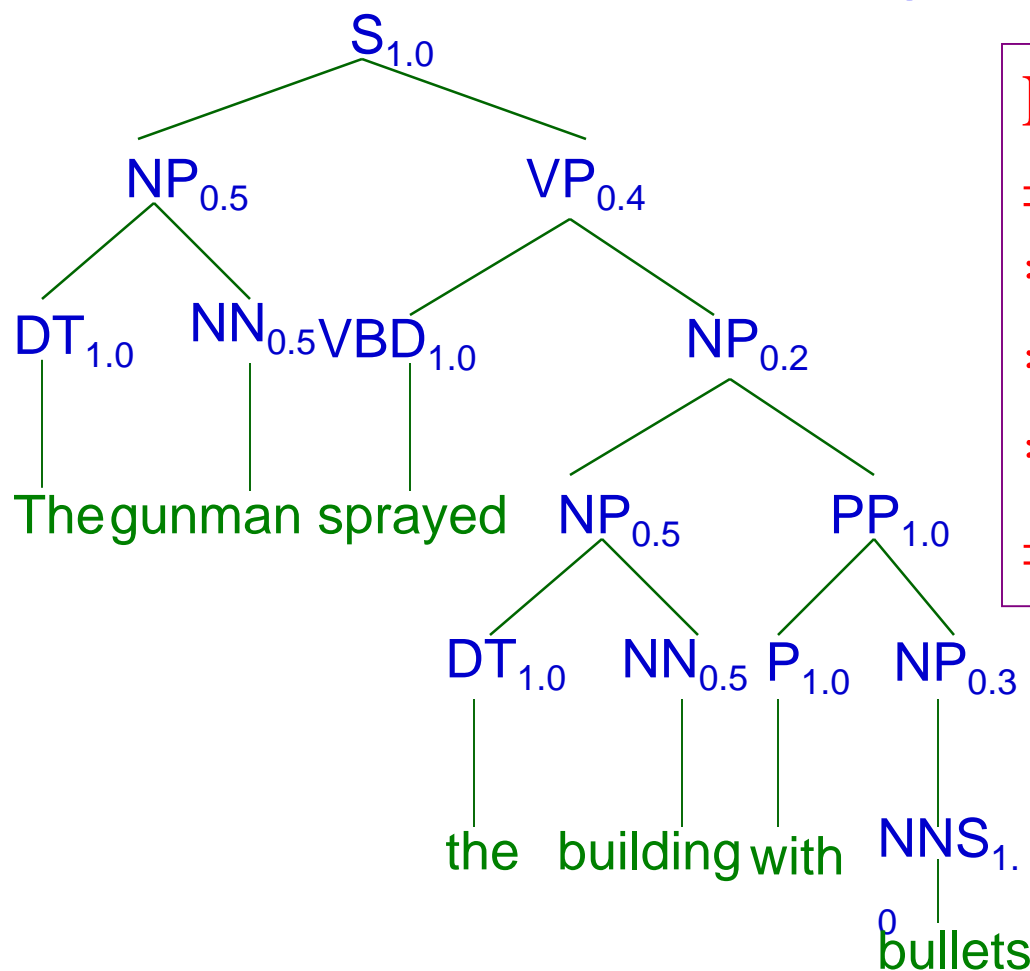 S1.0
NP0.5 VP0.4
DT1.0 NN0.5 VBD1.0 NP0.2
The gunman sprayed NP0.5 PP1.0
DT1.0 NN0.5 P1.0 NP0.3
the building with NNS1.0
bullets